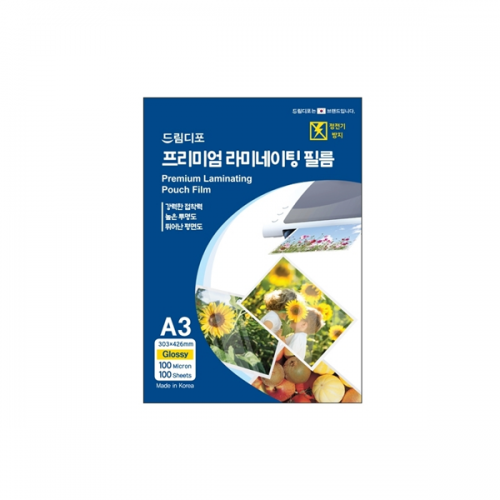 드림디포는 🇰🇷 브랜드입니다.
정전기
방지
드림디포
프리미엄 라미네이팅 필름
Premium Laminating
Pouch Film
강력한 접착력
높은 투명도
뛰어난 평면도
A3
303×426mm
Glossy
100 Micron
100 Sheets
Made in Korea